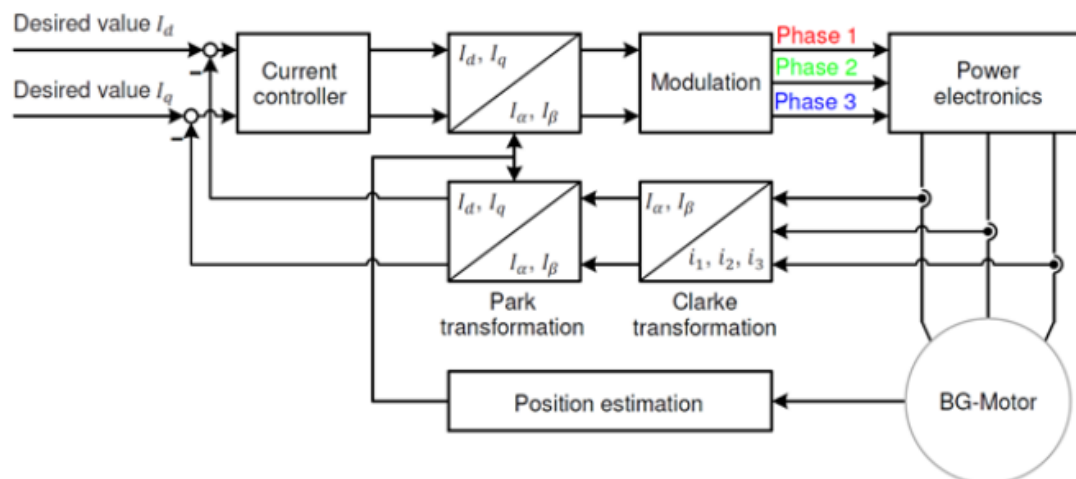 Desired value I_d
Desired value I_q
Current
controller
I_d, I_q
I_α, I_β
Modulation
Phase 1
Phase 2
Phase 3
Power
electronics
I_d, I_q
I_α, I_β
Park
transformation
I_α, I_β
i_1, i_2, i_3
Clarke
transformation
Position estimation
BG-Motor